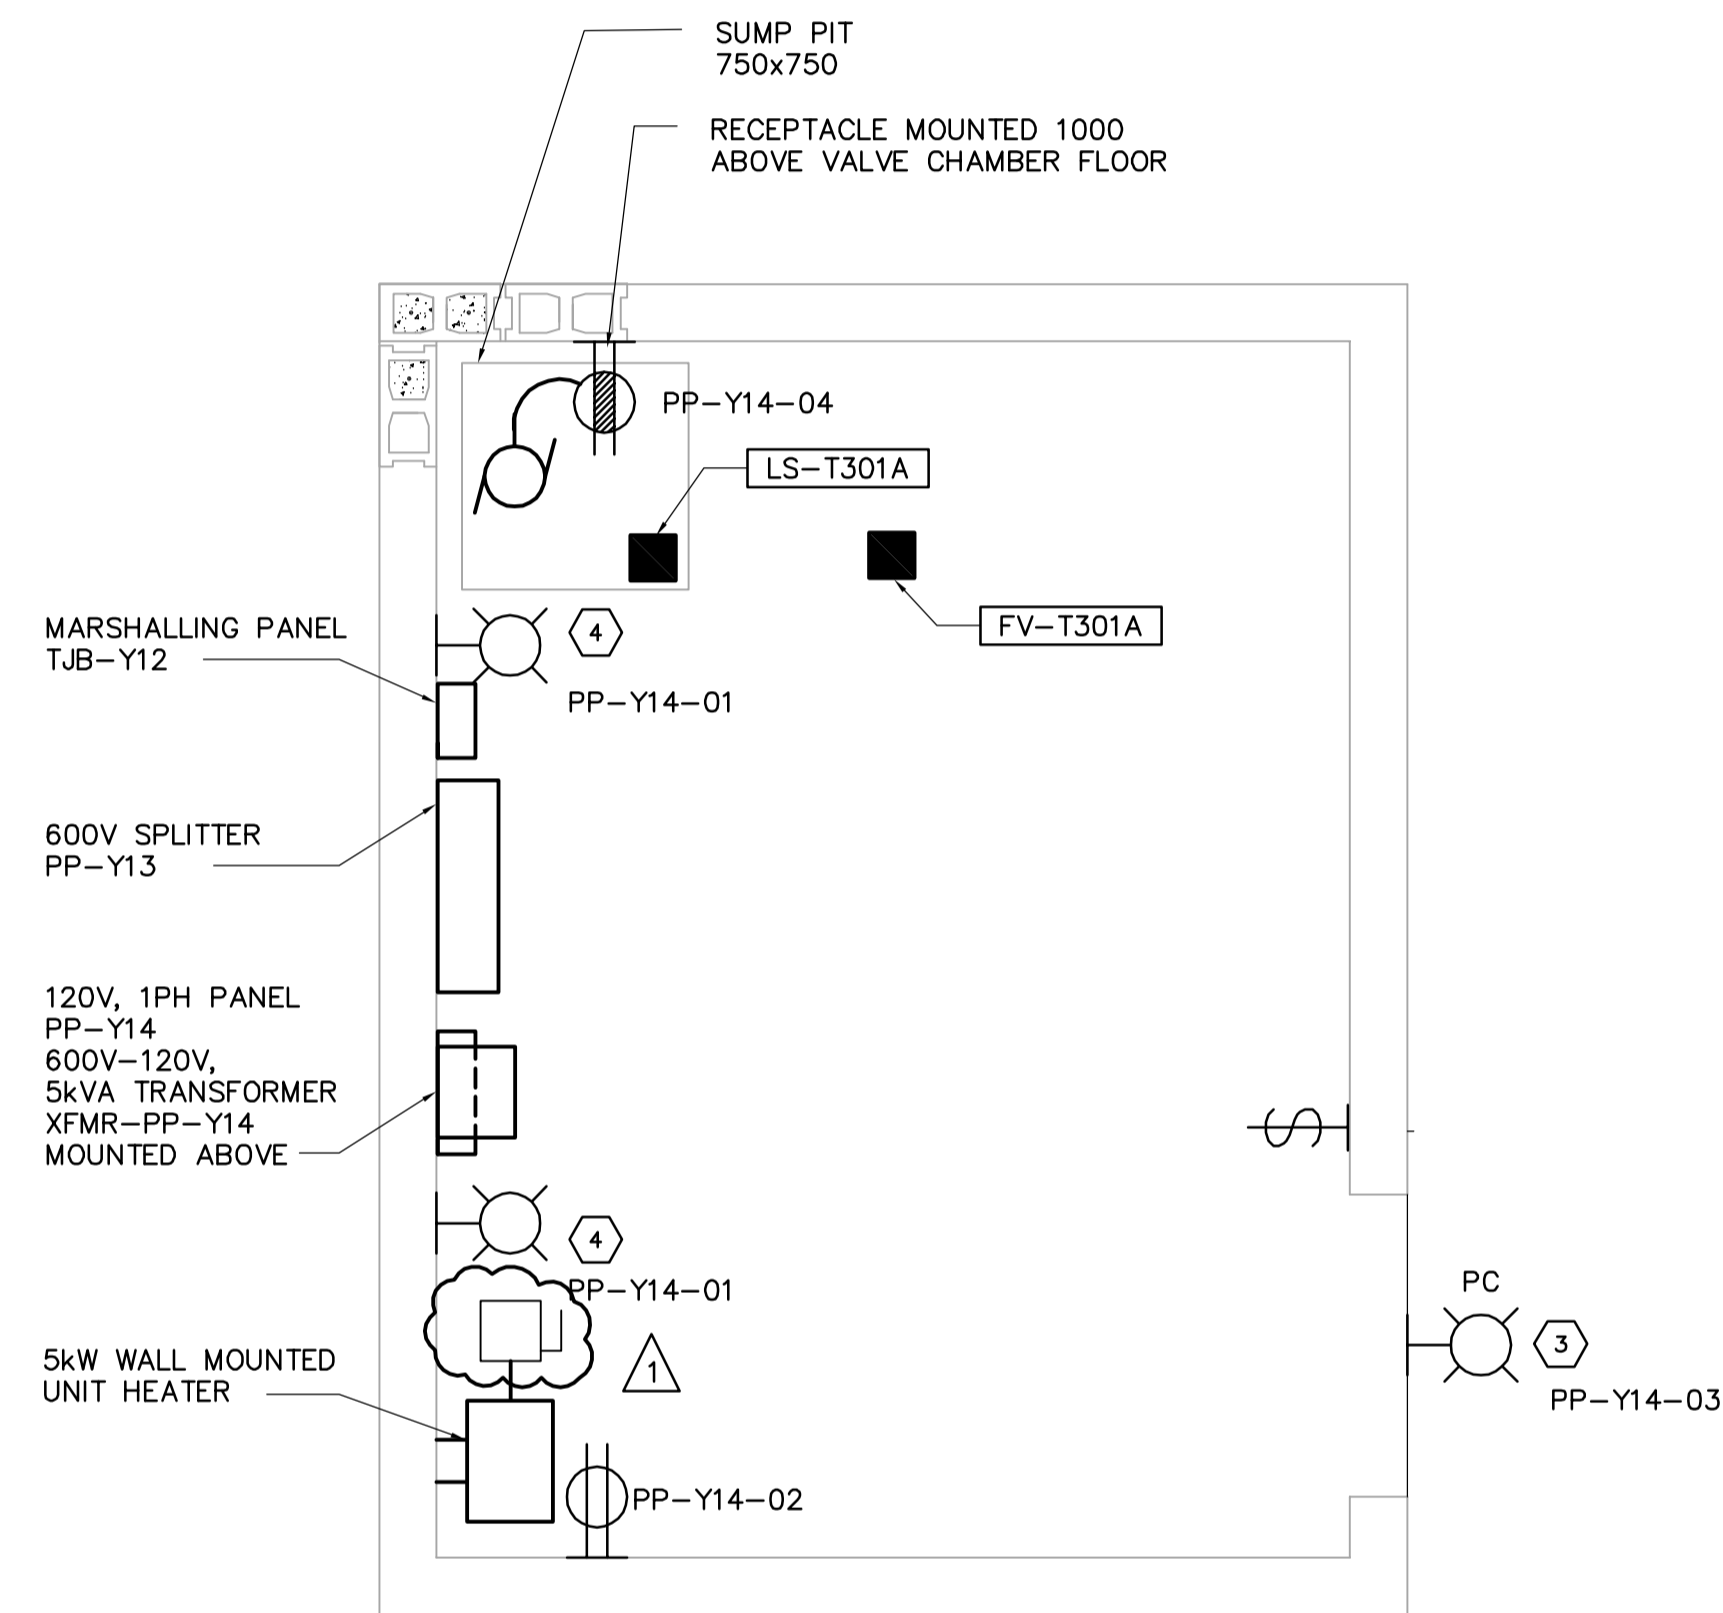 SUMP PIT
750x750
RECEPTACLE MOUNTED 1000
ABOVE VALVE CHAMBER FLOOR
PP-Y14-04
LS-T301A
FV-T301A
MARSHALLING PANEL
TJB-Y12
4
PP-Y14-01
600V SPLITTER
PP-Y13
120V, 1PH PANEL
PP-Y14
600V-120V,
5kVA TRANSFORMER
XFMR-PP-Y14
MOUNTED ABOVE
4
PP-Y14-01
PC
3
PP-Y14-03
5kW WALL MOUNTED
UNIT HEATER
1
PP-Y14-02